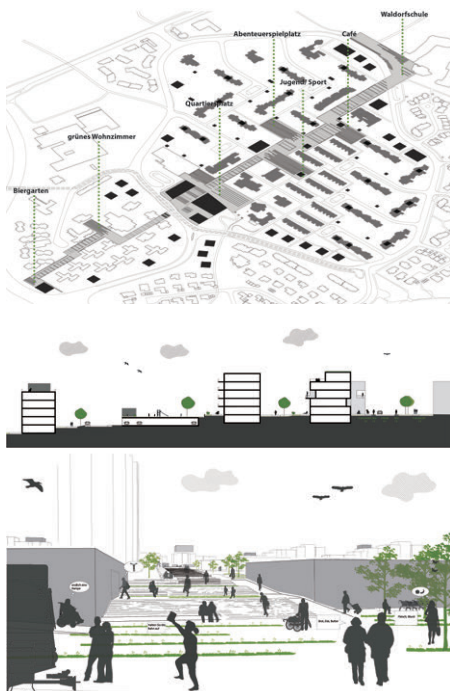 Waldorfschule
Abenteuerspielplatz
Café
Jugend/ Sport
Quartiersplatz
grünes Wohnzimmer
Biergarten